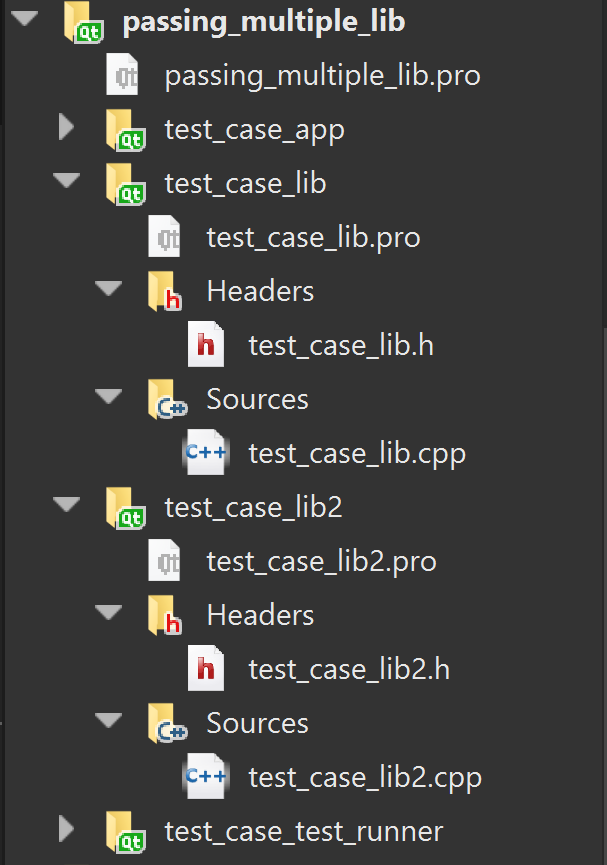 passing_multiple_lib
passing_multiple_lib.pro
test_case_app
test_case_lib
test_case_lib.pro
Headers
test_case_lib.h
Sources
test_case_lib.cpp
test_case_lib2
test_case_lib2.pro
Headers
test_case_lib2.h
Sources
test_case_lib2.cpp
test_case_test_runner